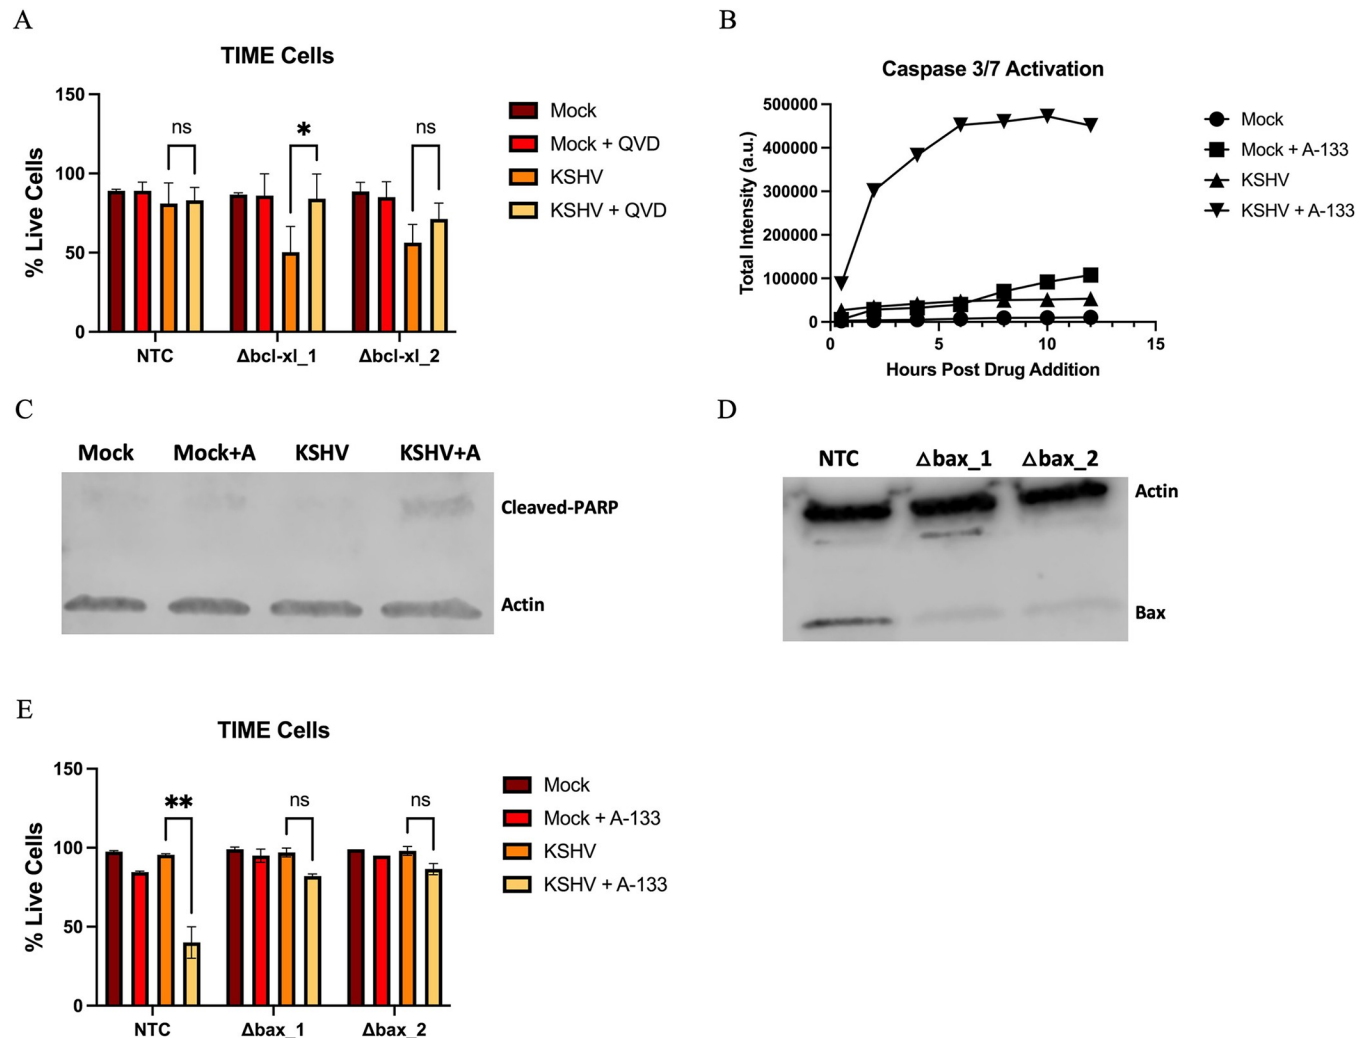 A
TIME Cells
150
100
50
0
% Live Cells
ns
*
ns
NTC
Δbcl-xl_1
Δbcl-xl_2
Mock
Mock + QVD
KSHV
KSHV + QVD
B
Caspase 3/7 Activation
500000
400000
300000
200000
100000
0
Total Intensity (a.u.)
0 5 10 15
Hours Post Drug Addition
Mock
Mock + A-133
KSHV
KSHV + A-133
C
Mock Mock+A KSHV KSHV+A
Cleaved-PARP
Actin
D
NTC Δbax_1 Δbax_2
Actin
Bax
E
TIME Cells
150
100
50
0
% Live Cells
**
ns
ns
NTC
Δbax_1
Δbax_2
Mock
Mock + A-133
KSHV
KSHV + A-133